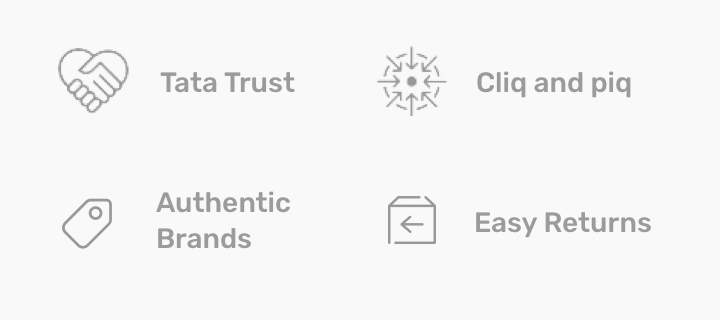 Tata Trust
Cliq and piq
Authentic
Brands
Easy Returns